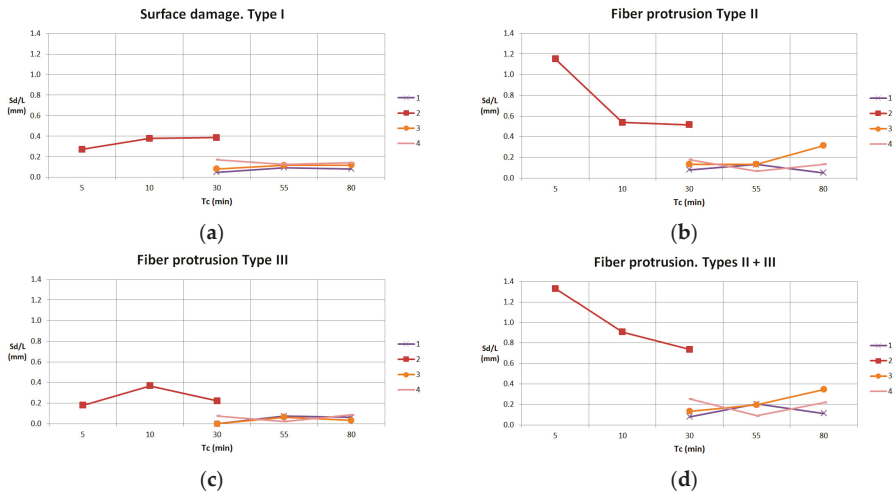 Surface damage. Type I
1.4
1.2
1.0
0.8
0.6
0.4
0.2
0.0
Sd/L
(mm)
5 10 30 55 80
Tc (min)
1
2
3
4
(a)
Fiber protrusion Type II
1.4
1.2
1.0
0.8
0.6
0.4
0.2
0.0
Sd/L
(mm)
5 10 30 55 80
Tc (min)
1
2
3
4
(b)
Fiber protrusion Type III
1.4
1.2
1.0
0.8
0.6
0.4
0.2
0.0
Sd/L
(mm)
5 10 30 55 80
Tc (min)
1
2
3
4
(c)
Fiber protrusion. Types II + III
1.4
1.2
1.0
0.8
0.6
0.4
0.2
0.0
Sd/L
(mm)
5 10 30 55 80
Tc (min)
1
2
3
4
(d)